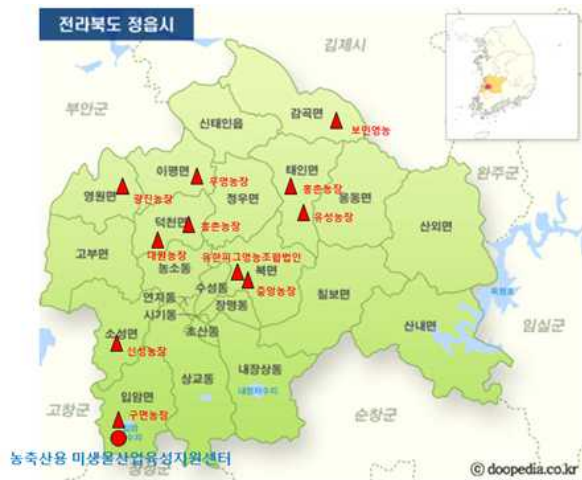 전라북도 정읍시
김제시
부안군
감곡면
보민영농
신태인읍
완주군
이평면
우영농장
태인면
홍촌농장
영원면
광진농장
정우면
옹동면
유성농장
산외면
덕천면
홍촌농장
대원농장
고부면
농소동
유한피그영농조합법인
북면
수성동
중앙농장
칠보면
연지동
장명동
시기동
산내면
임실군
소성면
초산동
신성농장
내장상동
상교동
입암면
고창군
구면농장
순창군
농축산용 미생물산업육성지원센터
장성군
© doopedia.co.kr